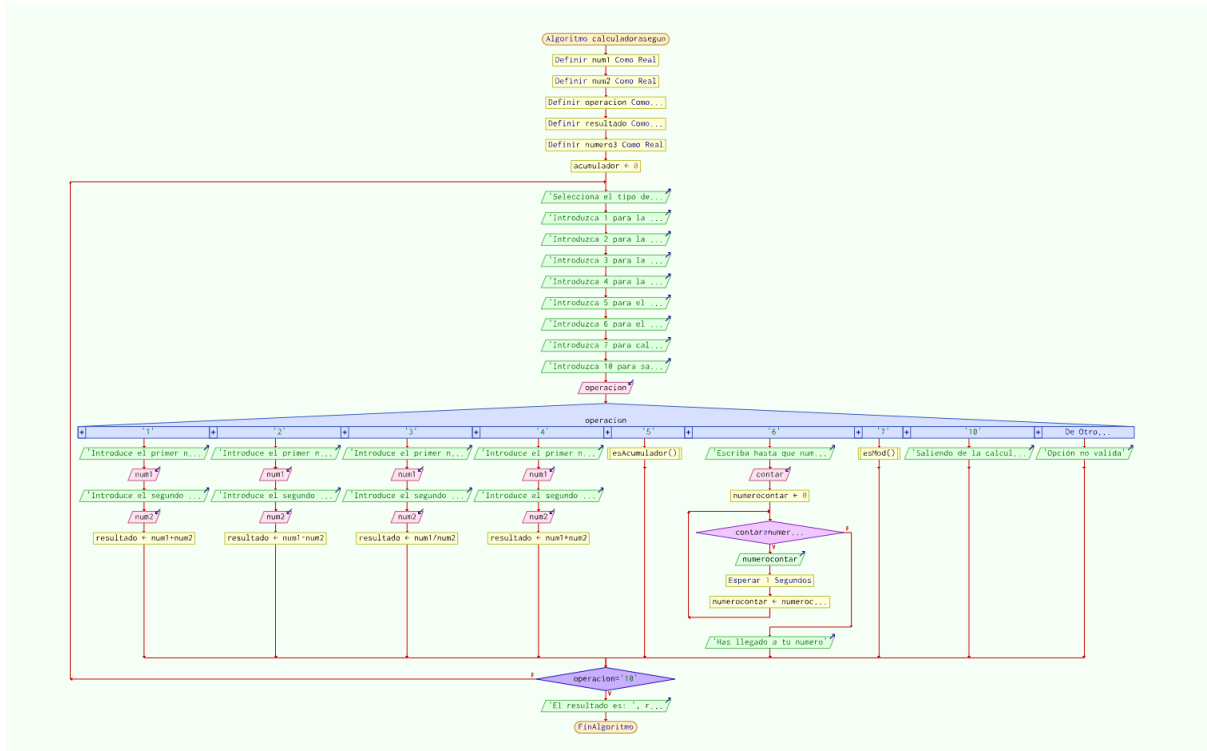 Algoritmo calculadorasegun
Definir num1 Como Real
Definir num2 Como Real
Definir operacion Como...
Definir resultado Como...
Definir numero3 Como Real
acumulador ← 0
'Selecciona el tipo de...
'Introduzca 1 para la ...
'Introduzca 2 para la ...
'Introduzca 3 para la ...
'Introduzca 4 para la ...
'Introduzca 5 para el ...
'Introduzca 6 para el ...
'Introduzca 7 para cal...
'Introduzca 10 para sa...
operacion
operacion
+ '1' + '2' + '3' + '4' + '5' + '6' + '7' + '10' + De Otro...
'Introduce el primer n... 'Introduce el primer n... 'Introduce el primer n... 'Introduce el primer n... esAcumulador() 'Escriba hasta que num... esMod() 'Saliendo de la calcul... 'Opción no valida'
num1 num1 num1 num1 contar
'Introduce el segundo ... 'Introduce el segundo ... 'Introduce el segundo ... 'Introduce el segundo ... numerocontar ← 0
num2 num2 num2 num2
resultado ← num1+num2 resultado ← num1-num2 resultado ← num1/num2 resultado ← num1*num2 contar≥numer... F
V
numerocontar
Esperar 1 Segundos
numerocontar ← numeroc...
'Has llegado a tu numero'
F operacion='10'
V
'El resultado es: ', r...
FinAlgoritmo